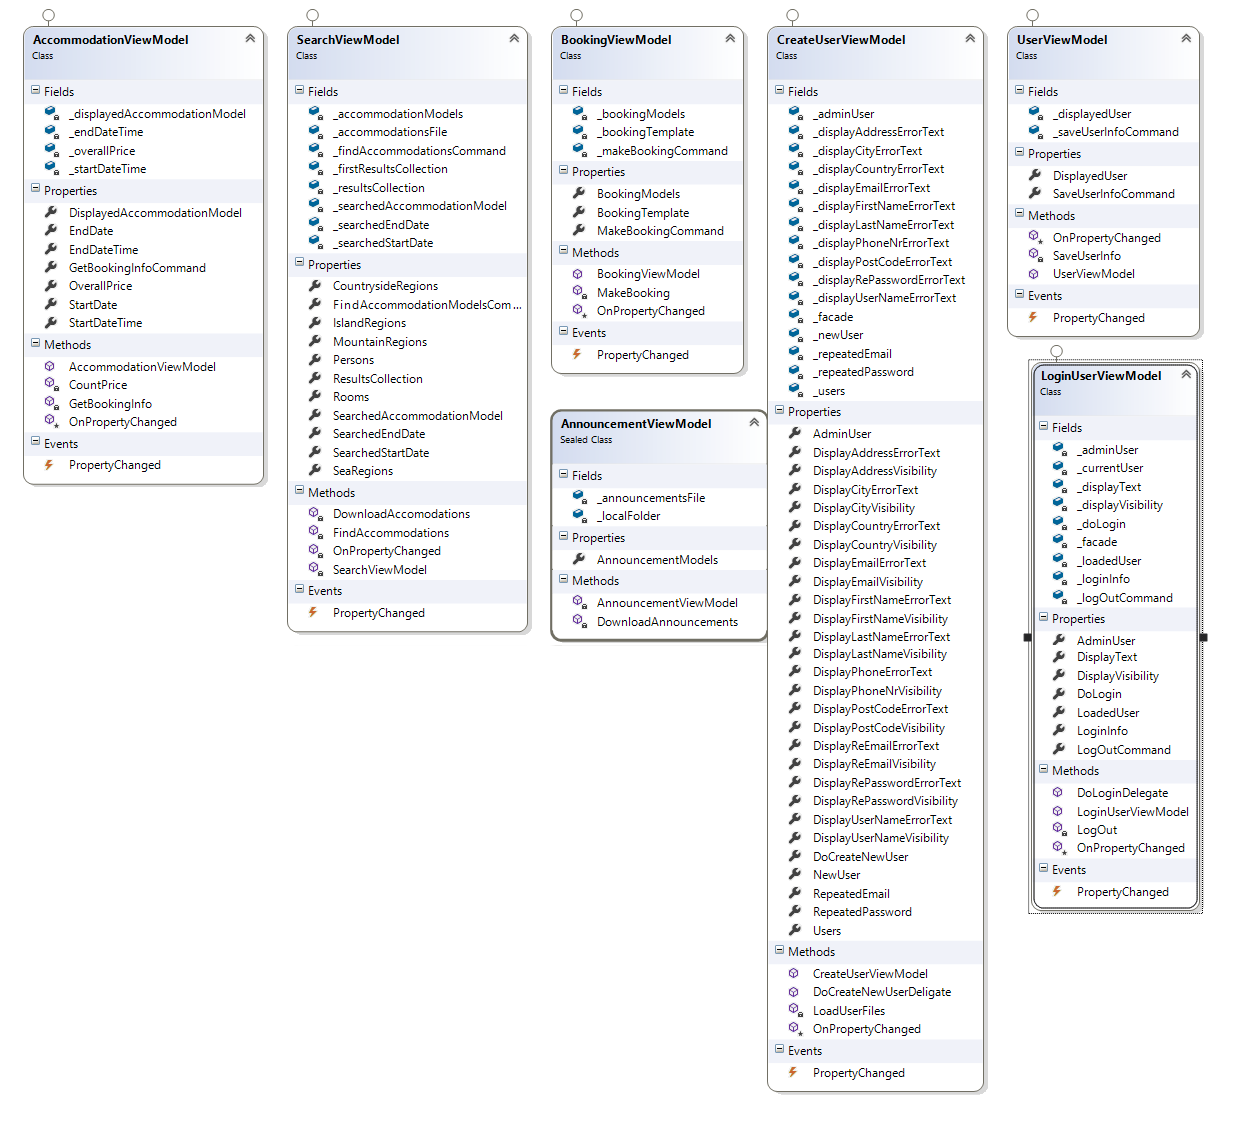 AccommodationViewModel
Class
Fields
_displayedAccommodationModel
_endDateTime
_overallPrice
_startDateTime
Properties
DisplayedAccommodationModel
EndDate
EndDateTime
GetBookingInfoCommand
OverallPrice
StartDate
StartDateTime
Methods
AccommodationViewModel
CountPrice
GetBookingInfo
OnPropertyChanged
Events
PropertyChanged
SearchViewModel
Class
Fields
_accommodationModels
_accommodationsFile
_findAccommodationsCommand
_firstResultsCollection
_resultsCollection
_searchedAccommodationModel
_searchedEndDate
_searchedStartDate
Properties
CountrysideRegions
FindAccommodationModelsCom...
IslandRegions
MountainRegions
Persons
ResultsCollection
Rooms
SearchedAccommodationModel
SearchedEndDate
SearchedStartDate
SeaRegions
Methods
DownloadAccomodations
FindAccommodations
OnPropertyChanged
SearchViewModel
Events
PropertyChanged
BookingViewModel
Class
Fields
_bookingModels
_bookingTemplate
_makeBookingCommand
Properties
BookingModels
BookingTemplate
MakeBookingCommand
Methods
BookingViewModel
MakeBooking
OnPropertyChanged
Events
PropertyChanged
AnnouncementViewModel
Sealed Class
Fields
_announcementsFile
_localFolder
Properties
AnnouncementModels
Methods
AnnouncementViewModel
DownloadAnnouncements
CreateUserViewModel
Class
Fields
_adminUser
_displayAddressErrorText
_displayCityErrorText
_displayCountryErrorText
_displayEmailErrorText
_displayFirstNameErrorText
_displayLastNameErrorText
_displayPhoneNrErrorText
_displayPostCodeErrorText
_displayRePasswordErrorText
_displayUserNameErrorText
_facade
_newUser
_repeatedEmail
_repeatedPassword
_users
Properties
AdminUser
DisplayAddressErrorText
DisplayAddressVisibility
DisplayCityErrorText
DisplayCityVisibility
DisplayCountryErrorText
DisplayCountryVisibility
DisplayEmailErrorText
DisplayEmailVisibility
DisplayFirstNameErrorText
DisplayFirstNameVisibility
DisplayLastNameErrorText
DisplayLastNameVisibility
DisplayPhoneErrorText
DisplayPhoneNrVisibility
DisplayPostCodeErrorText
DisplayPostCodeVisibility
DisplayReEmailErrorText
DisplayReEmailVisibility
DisplayRePasswordErrorText
DisplayRePasswordVisibility
DisplayUserNameErrorText
DisplayUserNameVisibility
DoCreateNewUser
NewUser
RepeatedEmail
RepeatedPassword
Users
Methods
CreateUserViewModel
DoCreateNewUserDeligate
LoadUserFiles
OnPropertyChanged
Events
PropertyChanged
UserViewModel
Class
Fields
_displayedUser
_saveUserInfoCommand
Properties
DisplayedUser
SaveUserInfoCommand
Methods
OnPropertyChanged
SaveUserInfo
UserViewModel
Events
PropertyChanged
LoginUserViewModel
Class
Fields
_adminUser
_currentUser
_displayText
_displayVisibility
_doLogin
_facade
_loadedUser
_loginInfo
_logOutCommand
Properties
AdminUser
DisplayText
DisplayVisibility
DoLogin
LoadedUser
LoginInfo
LogOutCommand
Methods
DoLoginDelegate
LoginUserViewModel
LogOut
OnPropertyChanged
Events
PropertyChanged